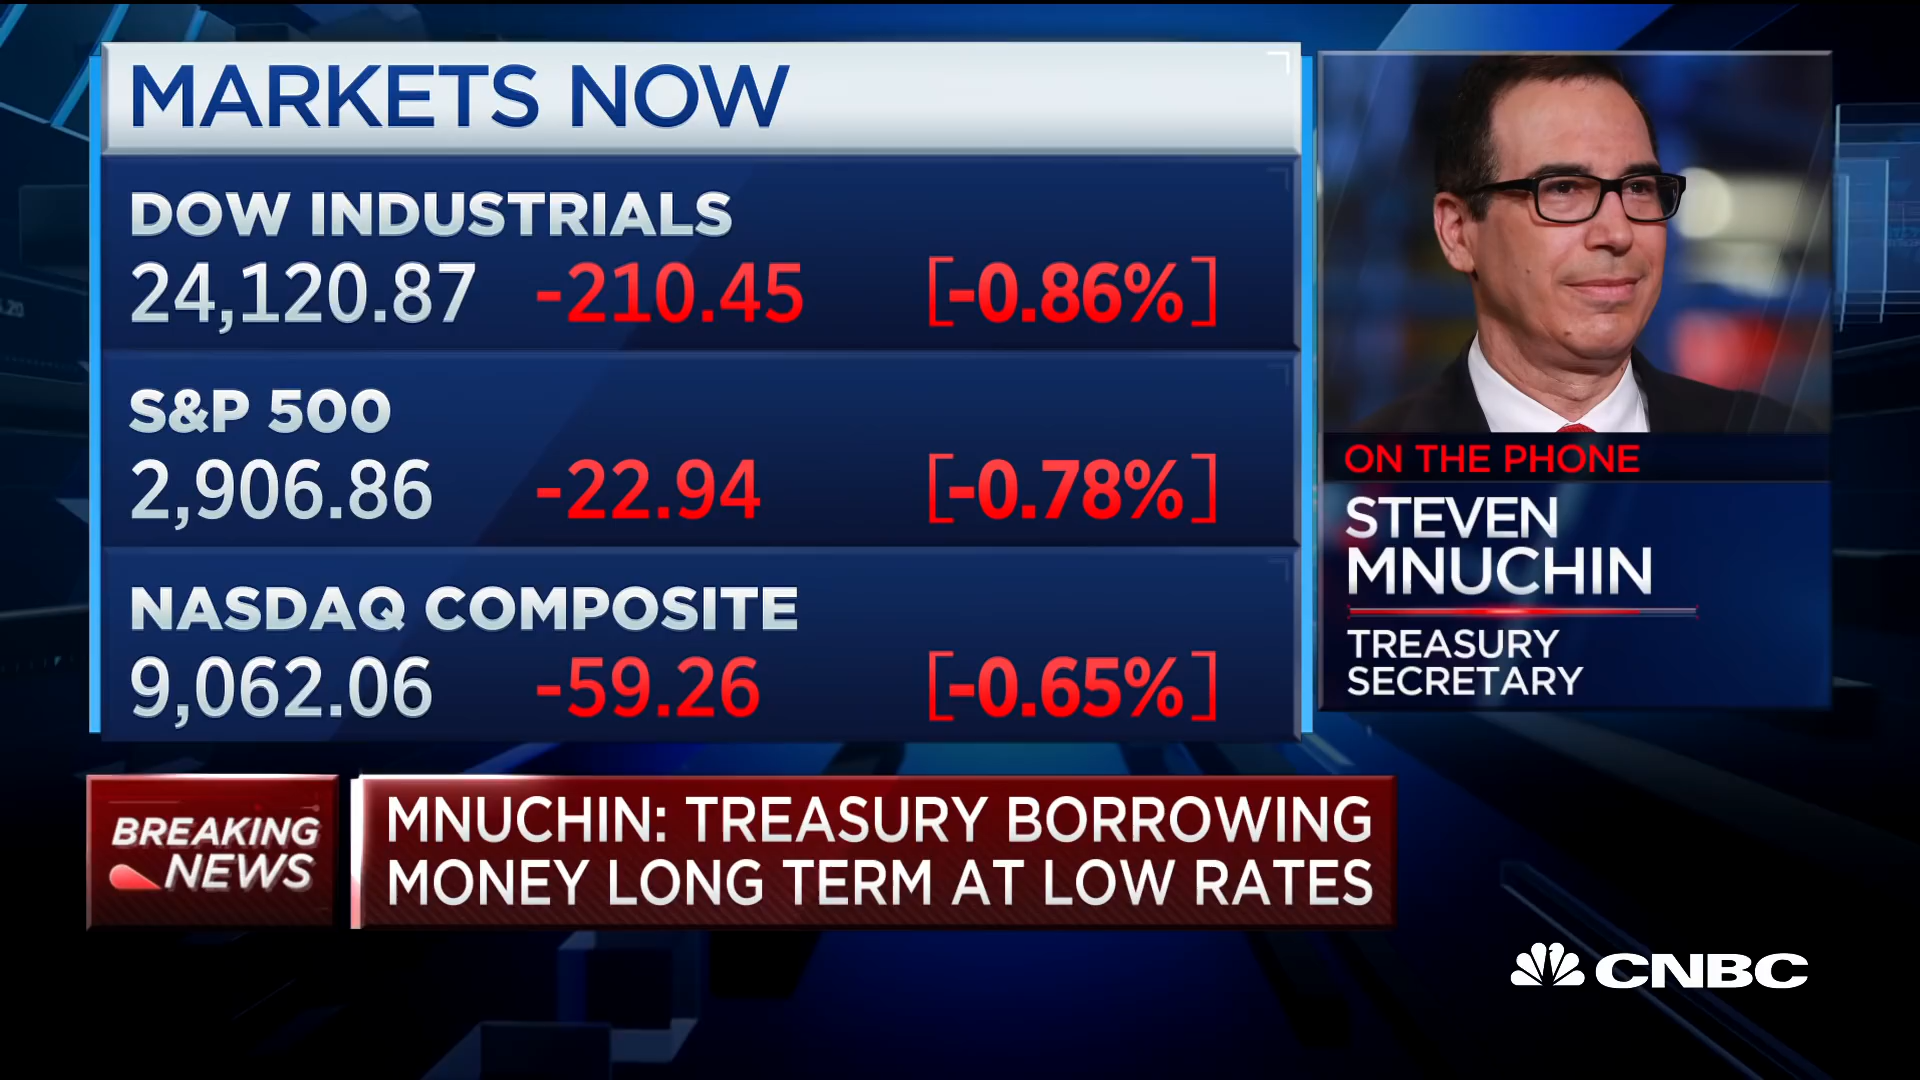 MARKETS NOW
DOW INDUSTRIALS
24,120.87 -210.45 [-0.86%]
S&P 500
2,906.86 -22.94 [-0.78%]
NASDAQ COMPOSITE
9,062.06 -59.26 [-0.65%]
ON THE PHONE
STEVEN
MNUCHIN
TREASURY
SECRETARY
BREAKING
NEWS
MNUCHIN: TREASURY BORROWING
MONEY LONG TERM AT LOW RATES
CNBC